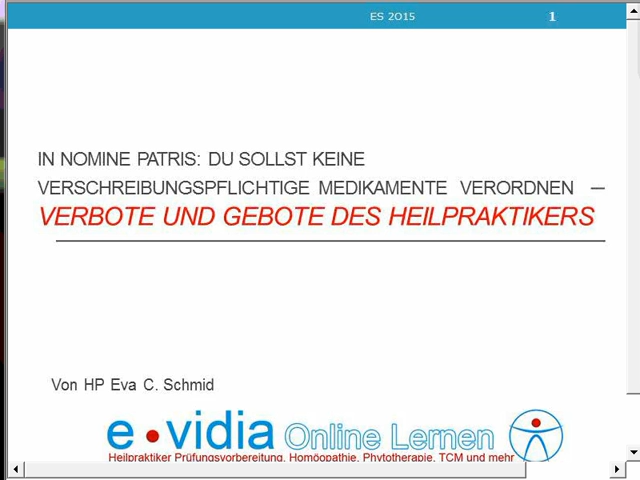 ES 2015 1
IN NOMINE PATRIS: DU SOLLST KEINE
VERSCHREIBUNGSPFLICHTIGE MEDIKAMENTE VERORDNEN –
VERBOTE UND GEBOTE DES HEILPRAKTIKERS
Von HP Eva C. Schmid
e•vidia Online Lernen
Heilpraktiker Prüfungsvorbereitung, Homöopathie, Phytotherapie, TCM und mehr